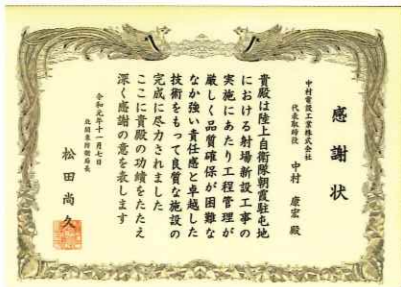 感謝状
中村電設工業株式会社
代表取締役 中村 康宏 殿
貴殿は陸上自衛隊朝霞駐屯地
における射場新設工事の
実施にあたり工程管理が
厳しく品質確保が困難な
なか強い責任感と卓越した
技術をもって良質な施設の
完成に尽力されました
ここに貴殿の功績をたたえ
深く感謝の意を表します
令和元年十一月七日
北関東防衛局長
松田尚久